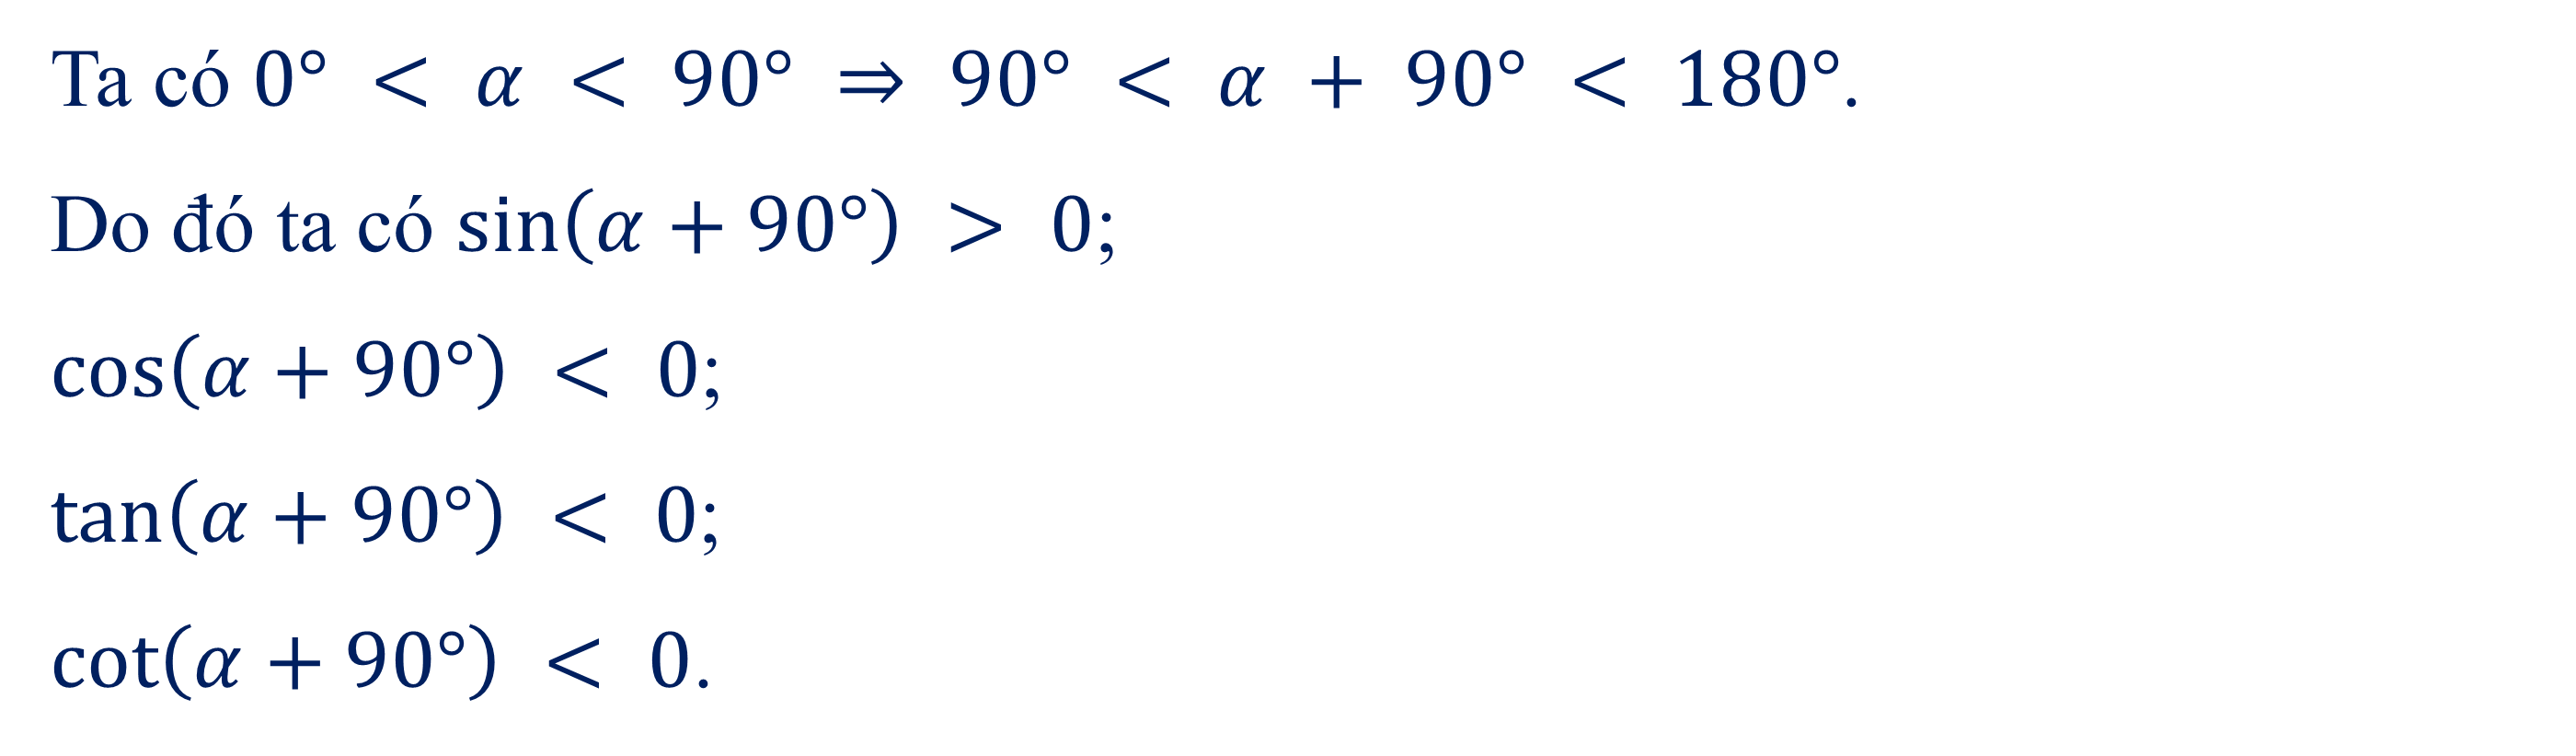 Ta có 0° < α < 90° ⇒ 90° < α + 90° < 180°.
Do đó ta có sin(α + 90°) > 0;
cos(α + 90°) < 0;
tan(α + 90°) < 0;
cot(α + 90°) < 0.